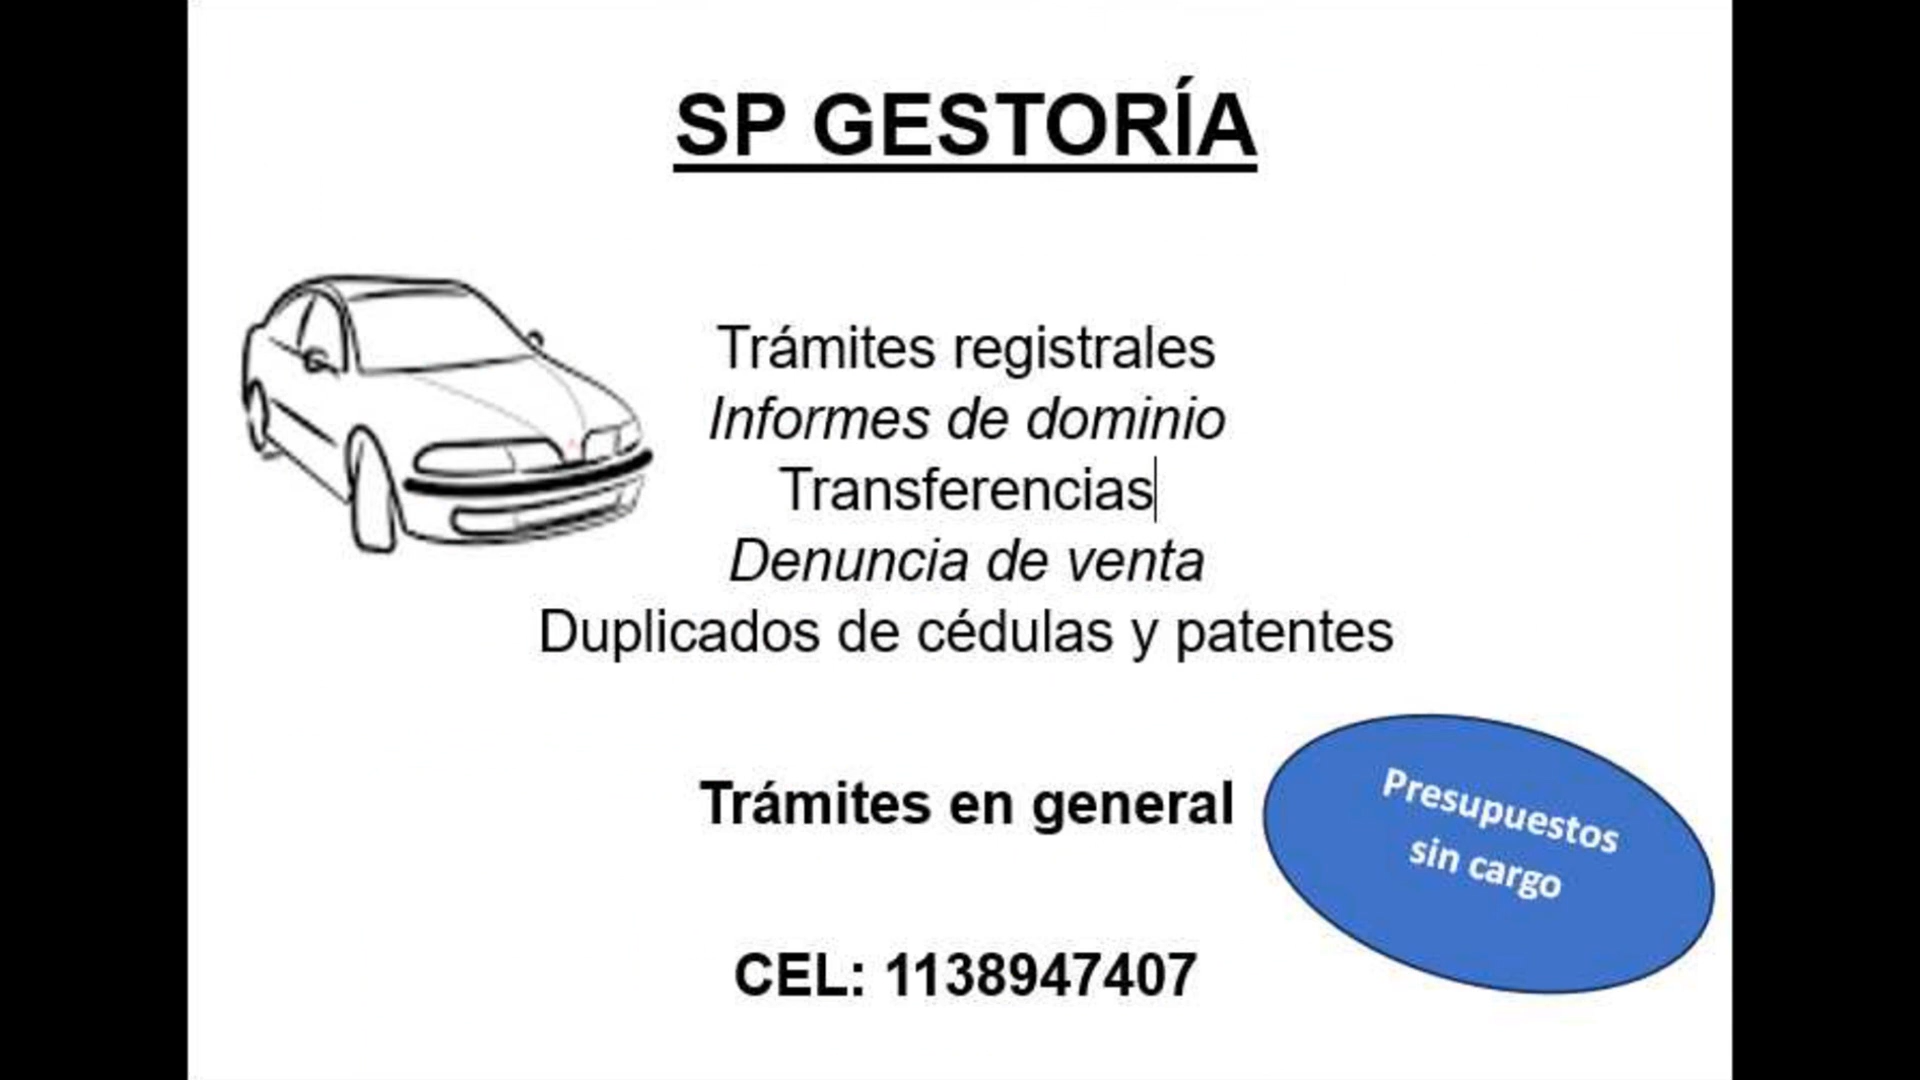 SP GESTORÍA
Trámites registrales
Informes de dominio
Transferencias
Denuncia de venta
Duplicados de cédulas y patentes
Trámites en general
Presupuestos
sin cargo
CEL: 1138947407